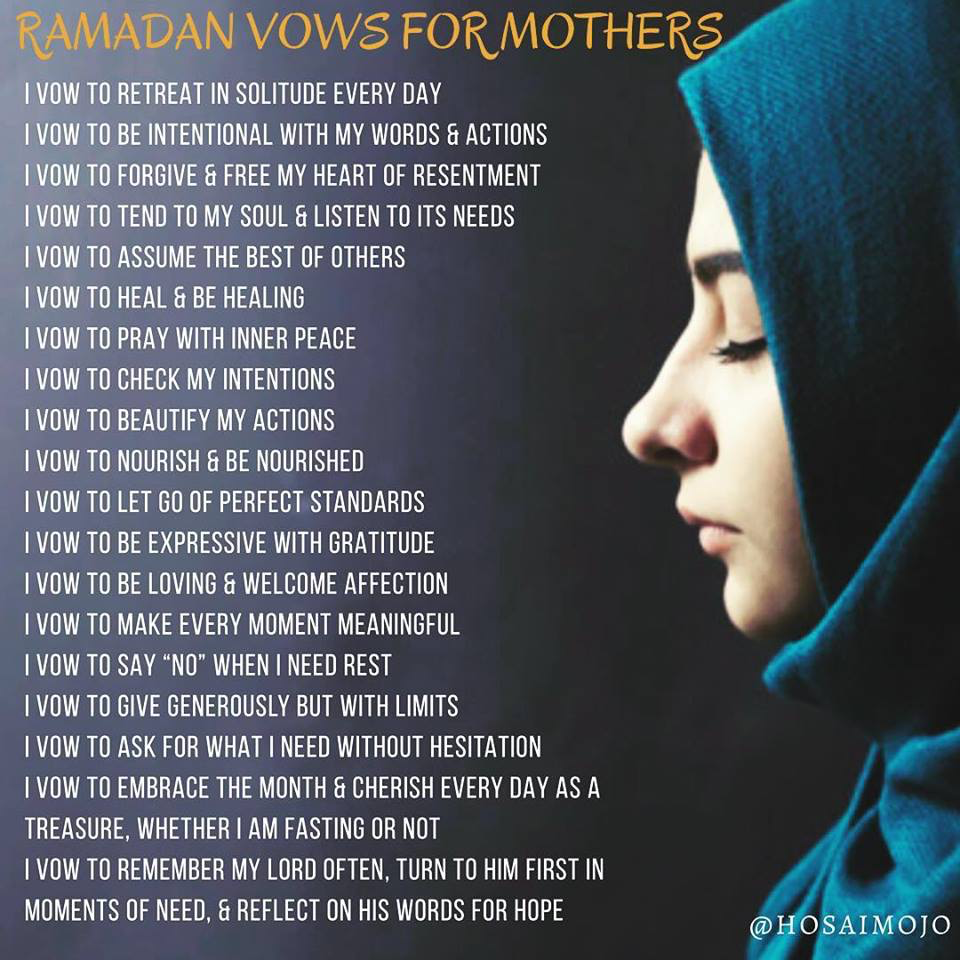 RAMADAN VOWS FOR MOTHERS
I VOW TO RETREAT IN SOLITUDE EVERY DAY
I VOW TO BE INTENTIONAL WITH MY WORDS & ACTIONS
I VOW TO FORGIVE & FREE MY HEART OF RESENTMENT
I VOW TO TEND TO MY SOUL & LISTEN TO ITS NEEDS
I VOW TO ASSUME THE BEST OF OTHERS
I VOW TO HEAL & BE HEALING
I VOW TO PRAY WITH INNER PEACE
I VOW TO CHECK MY INTENTIONS
I VOW TO BEAUTIFY MY ACTIONS
I VOW TO NOURISH & BE NOURISHED
I VOW TO LET GO OF PERFECT STANDARDS
I VOW TO BE EXPRESSIVE WITH GRATITUDE
I VOW TO BE LOVING & WELCOME AFFECTION
I VOW TO MAKE EVERY MOMENT MEANINGFUL
I VOW TO SAY “NO” WHEN I NEED REST
I VOW TO GIVE GENEROUSLY BUT WITH LIMITS
I VOW TO ASK FOR WHAT I NEED WITHOUT HESITATION
I VOW TO EMBRACE THE MONTH & CHERISH EVERY DAY AS A
TREASURE, WHETHER I AM FASTING OR NOT
I VOW TO REMEMBER MY LORD OFTEN, TURN TO HIM FIRST IN
MOMENTS OF NEED, & REFLECT ON HIS WORDS FOR HOPE
@HOSAIMOJO